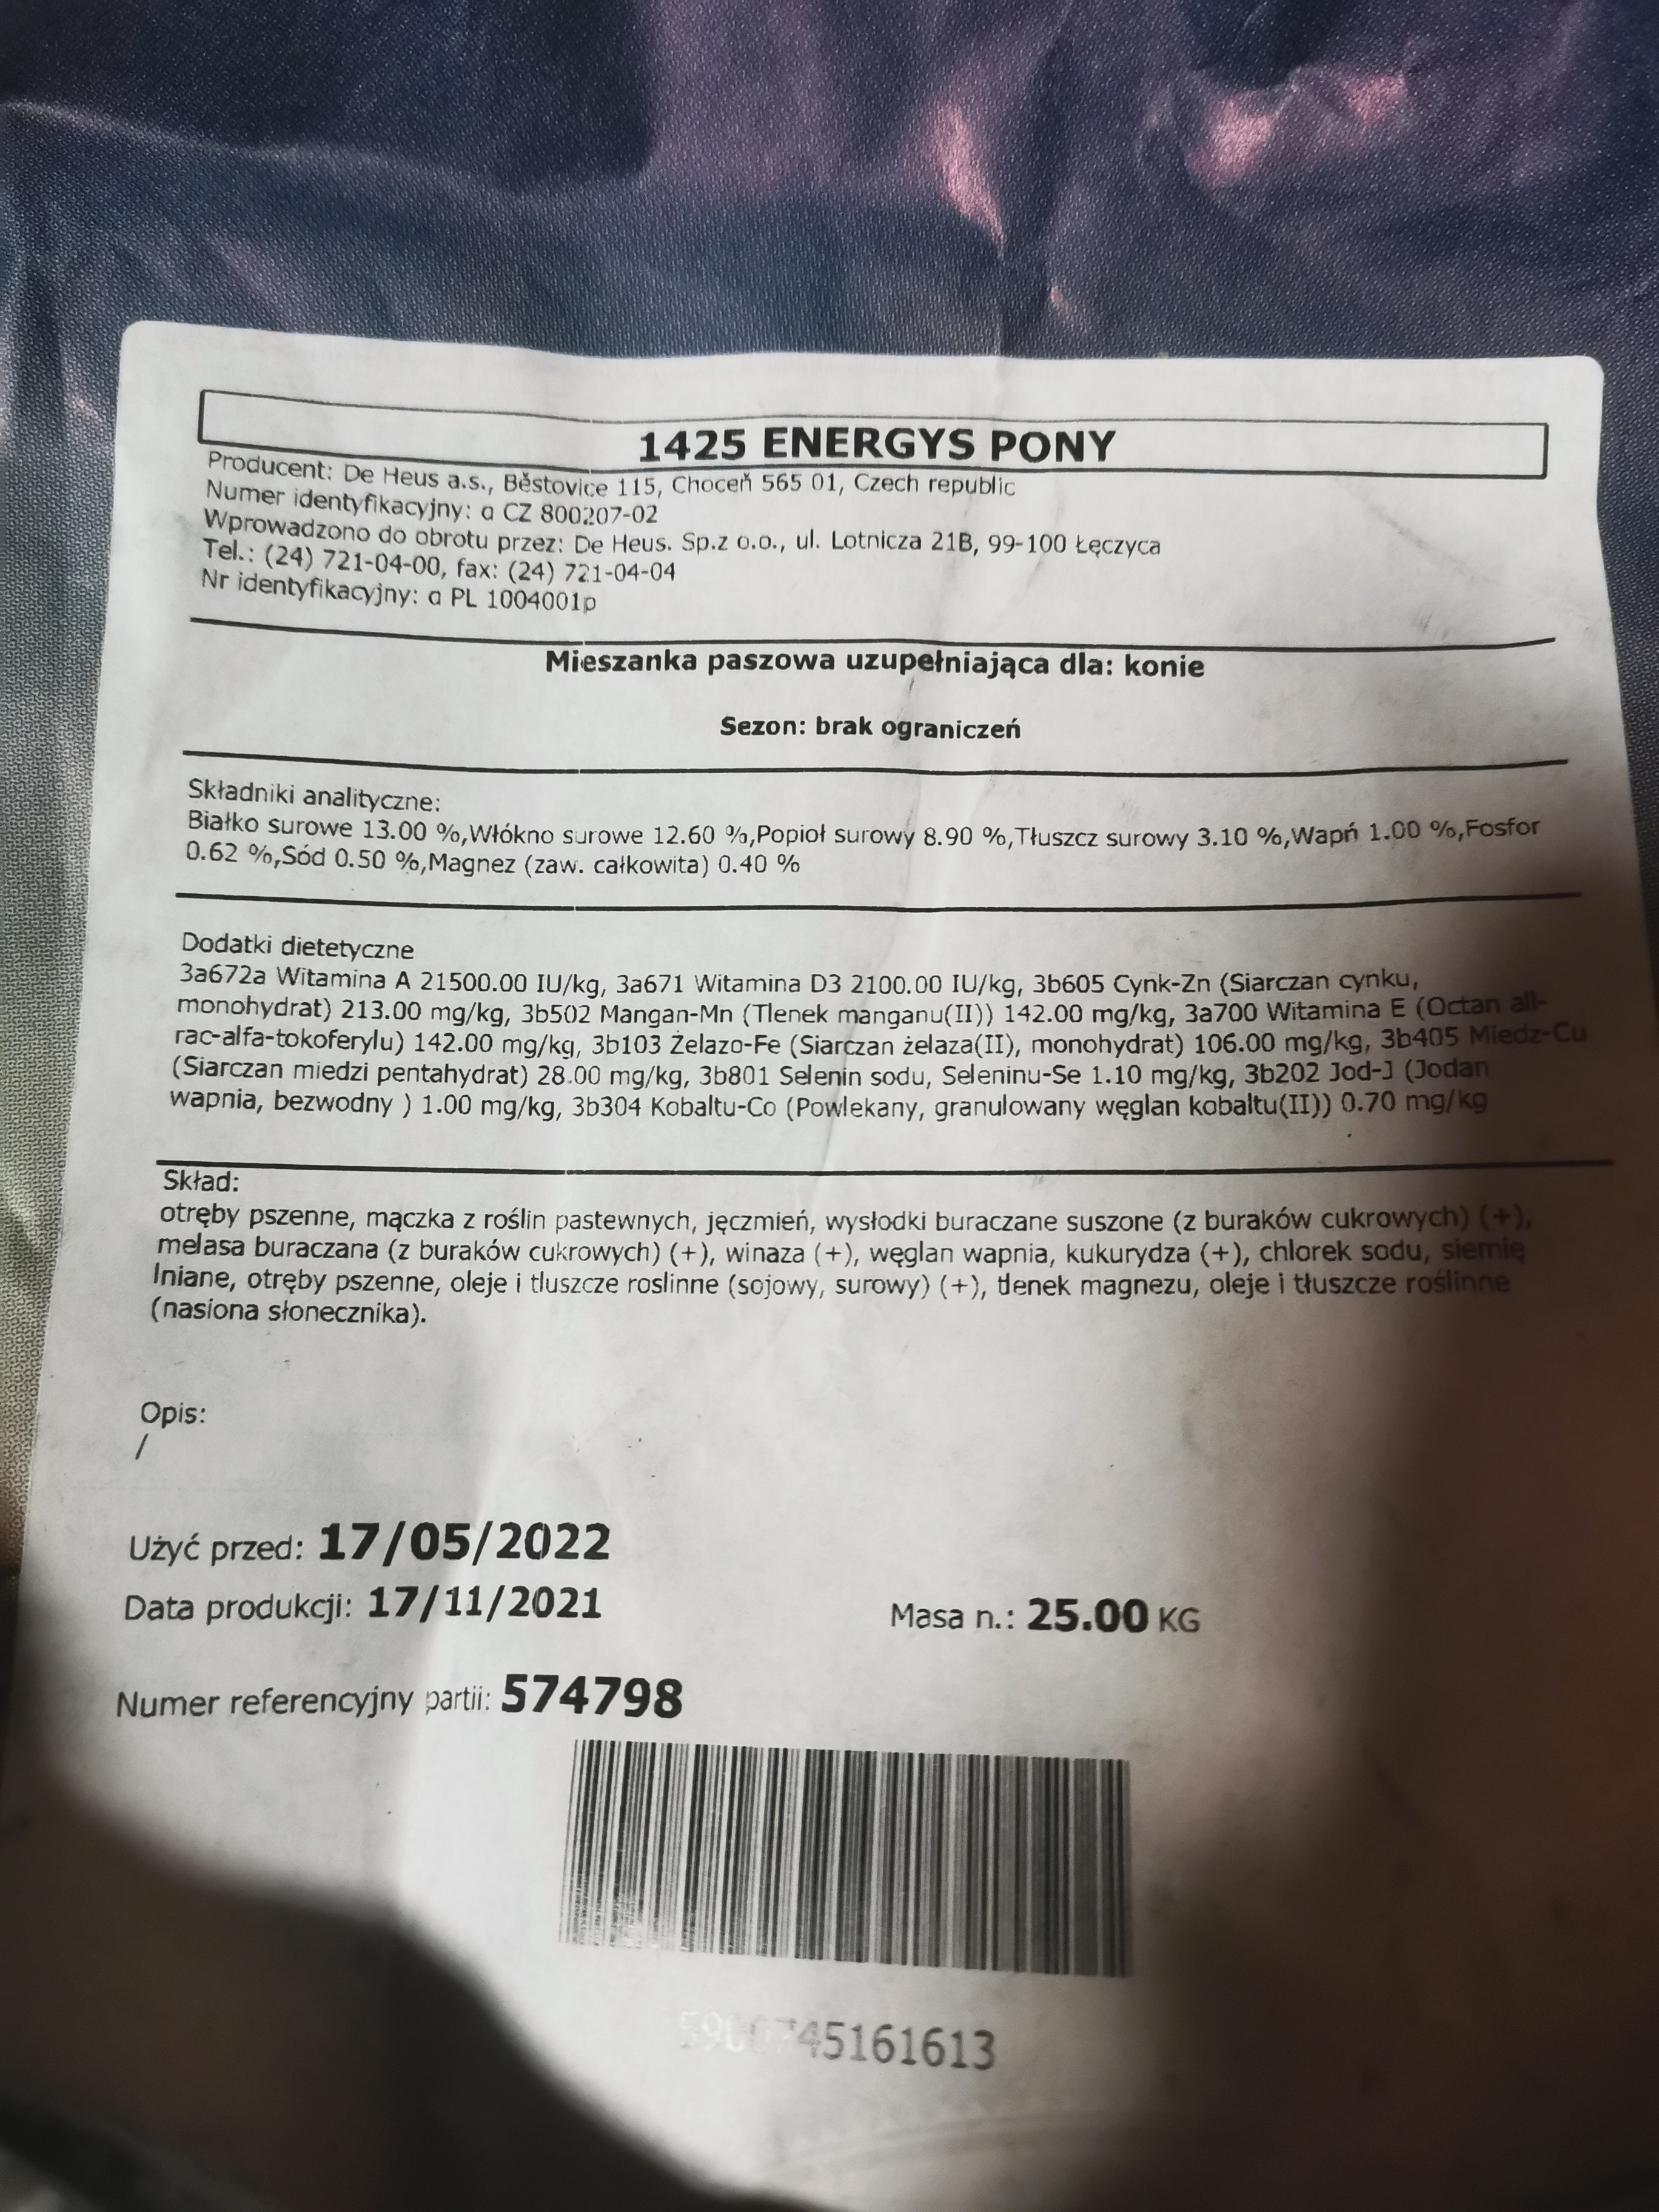 1425 ENERGYS PONY
Producent: De Heus a.s., Běstovice 115, Choceň 565 01, Czech republic
Numer identyfikacyjny: α CZ 800207-02
Wprowadzono do obrotu przez: De Heus. Sp.z o.o., ul. Lotnicza 21B, 99-100 Łęczyca
Tel.: (24) 721-04-00, fax: (24) 721-04-04
Nr identyfikacyjny: α PL 1004001p
Mieszanka paszowa uzupełniająca dla: konie
Sezon: brak ograniczeń
Składniki analityczne:
Białko surowe 13.00 %,Włókno surowe 12.60 %,Popioł surowy 8.90 %,Tłuszcz surowy 3.10 %,Wapń 1.00 %,Fosfor
0.62 %,Sód 0.50 %,Magnez (zaw. całkowita) 0.40 %
Dodatki dietetyczne
3a672a Witamina A 21500.00 IU/kg, 3a671 Witamina D3 2100.00 IU/kg, 3b605 Cynk-Zn (Siarczan cynku,
monohydrat) 213.00 mg/kg, 3b502 Mangan-Mn (Tlenek manganu(II)) 142.00 mg/kg, 3a700 Witamina E (Octan all-
rac-alfa-tokoferylu) 142.00 mg/kg, 3b103 Żelazo-Fe (Siarczan żelaza(II), monohydrat) 106.00 mg/kg, 3b405 Miedz-Cu
(Siarczan miedzi pentahydrat) 28.00 mg/kg, 3b801 Selenin sodu, Seleninu-Se 1.10 mg/kg, 3b202 Jod-J (Jodan
wapnia, bezwodny ) 1.00 mg/kg, 3b304 Kobaltu-Co (Powlekany, granulowany węglan kobaltu(II)) 0.70 mg/kg
Skład:
otręby pszenne, mączka z roślin pastewnych, jęczmień, wysłodki buraczane suszone (z buraków cukrowych) (+),
melasa buraczana (z buraków cukrowych) (+), winaza (+), węglan wapnia, kukurydza (+), chlorek sodu, siemię
lniane, otręby pszenne, oleje i tluszcze roslinne (sojowy, surowy) (+), tlenek magnezu, oleje i tłuszcze roślinne
(nasiona słonecznika).
Opis:
/
Użyć przed: 17/05/2022
Data produkcji: 17/11/2021
Masa n.: 25.00 KG
Numer referencyjny partii: 574798
5900745161613